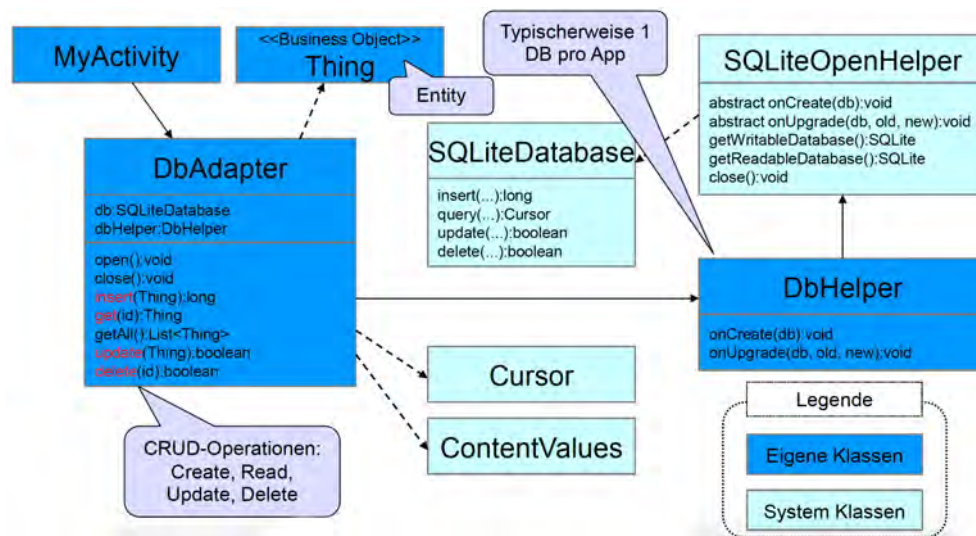 MyActivity
<<Business Object>>
Thing
Entity
Typischerweise 1
DB pro App
SQLiteOpenHelper
abstract onCreate(db):void
abstract onUpgrade(db, old, new):void
getWritableDatabase():SQLite
getReadableDatabase():SQLite
close():void
DbAdapter
db:SQLiteDatabase
dbHelper:DbHelper
open():void
close():void
insert(Thing):long
get(id):Thing
getAll():List<Thing>
update(Thing):boolean
delete(id):boolean
SQLiteDatabase
insert(...):long
query(...):Cursor
update(...):boolean
delete(...):boolean
DbHelper
onCreate(db):void
onUpgrade(db, old, new):void
Cursor
ContentValues
CRUD-Operationen:
Create, Read,
Update, Delete
Legende
Eigene Klassen
System Klassen